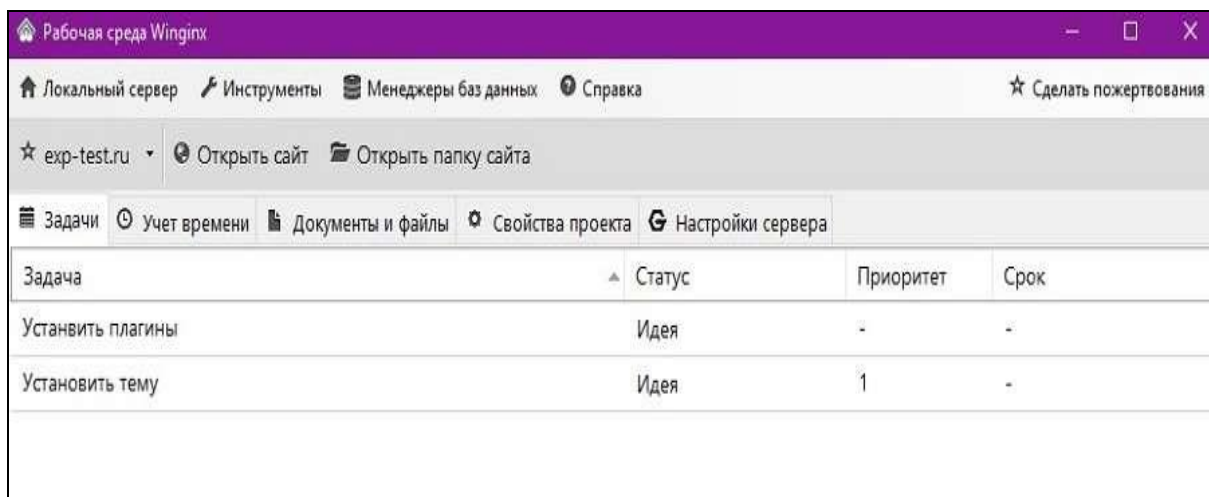 Рабочая среда Winginx
Локальный сервер Инструменты Менеджеры баз данных Справка Сделать пожертвования
exp-test.ru Открыть сайт Открыть папку сайта
Задачи Учет времени Документы и файлы Свойства проекта Настройки сервера
Задача Статус Приоритет Срок
Устанвить плагины Идея - -
Установить тему Идея 1 -